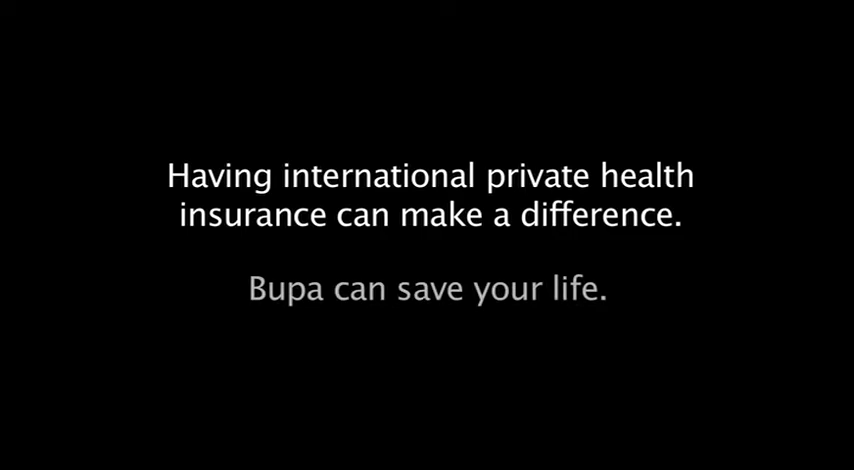 Having international private health
insurance can make a difference.
Bupa can save your life.